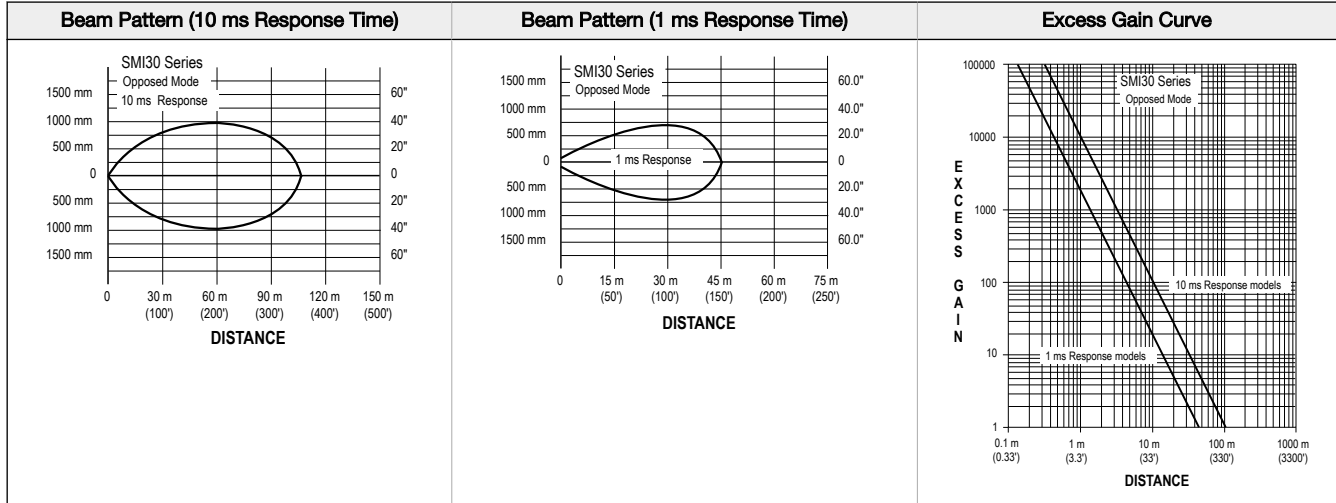 Beam Pattern (10 ms Response Time)
Beam Pattern (1 ms Response Time)
Excess Gain Curve
SMI30 Series
Opposed Mode
10 ms Response
1500 mm
1000 mm
500 mm
0
500 mm
1000 mm
1500 mm
60"
40"
20"
0
20"
40"
60"
0 30 m 60 m 90 m 120 m 150 m
(100') (200') (300') (400') (500')
DISTANCE
SMI30 Series
Opposed Mode
1 ms Response
1500 mm
1000 mm
500 mm
0
500 mm
1000 mm
1500 mm
60.0"
40.0"
20.0"
0
20.0"
40.0"
60.0"
0 15 m 30 m 45 m 60 m 75 m
(50') (100') (150') (200') (250')
DISTANCE
SMI30 Series
Opposed Mode
EXCESS GAIN
100000
10000
1000
100
10
1
10 ms Response models
1 ms Response models
0.1 m 1 m 10 m 100 m 1000 m
(0.33') (3.3') (33') (330') (3300')
DISTANCE